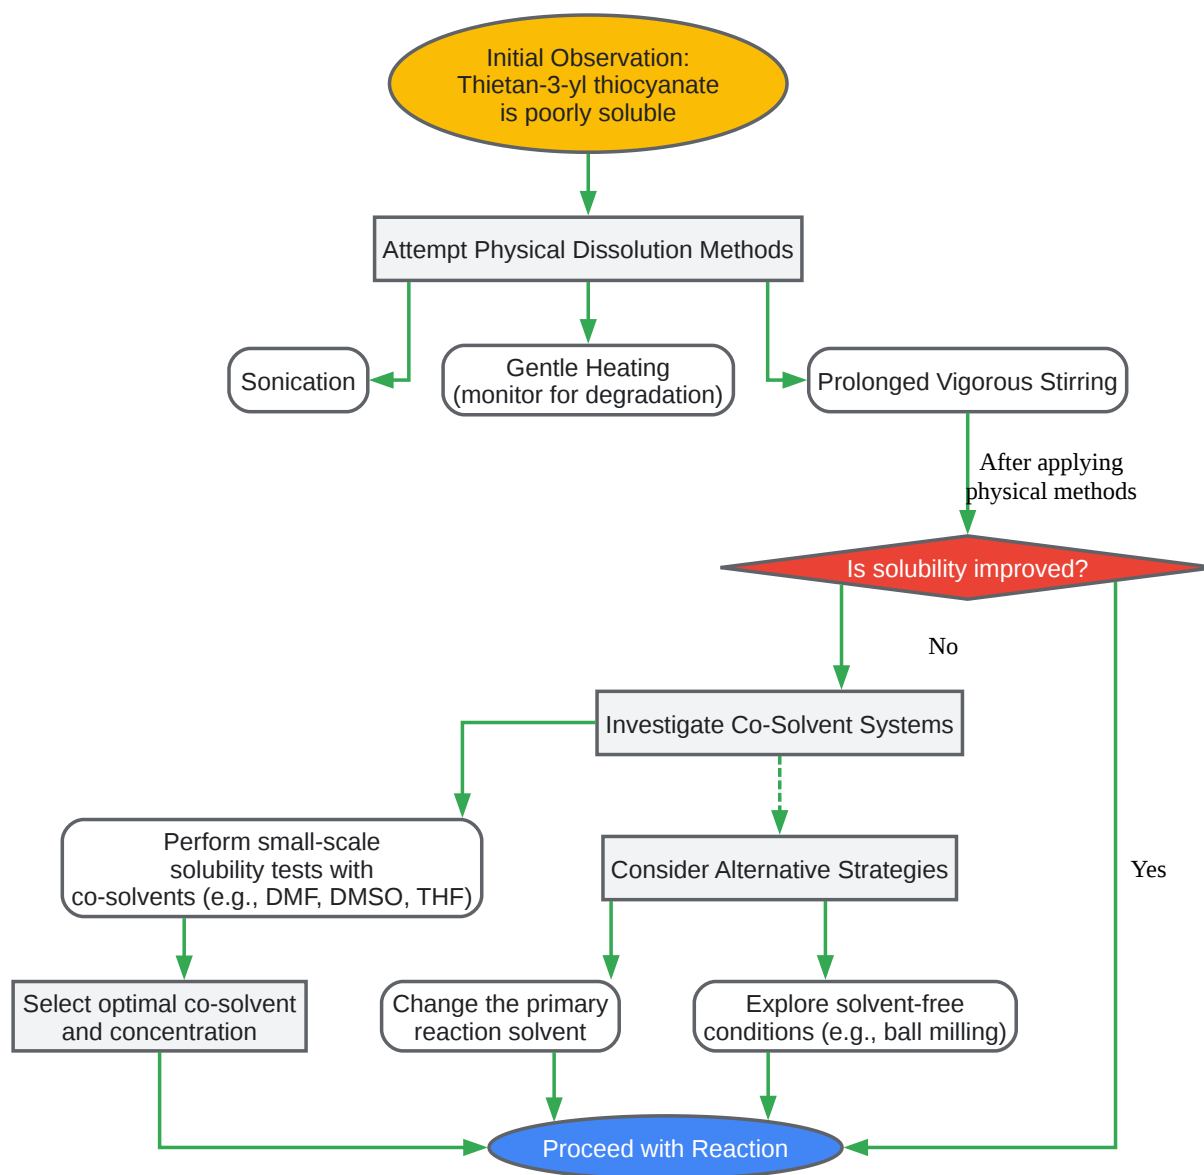 Initial Observation:
Thietan-3-yl thiocyanate
is poorly soluble
Attempt Physical Dissolution Methods
Sonication
Gentle Heating
(monitor for degradation)
Prolonged Vigorous Stirring
After applying
physical methods
Is solubility improved?
No
Investigate Co-Solvent Systems
Perform small-scale
solubility tests with
co-solvents (e.g., DMF, DMSO, THF)
Consider Alternative Strategies
Yes
Select optimal co-solvent
and concentration
Change the primary
reaction solvent
Explore solvent-free
conditions (e.g., ball milling)
Proceed with Reaction